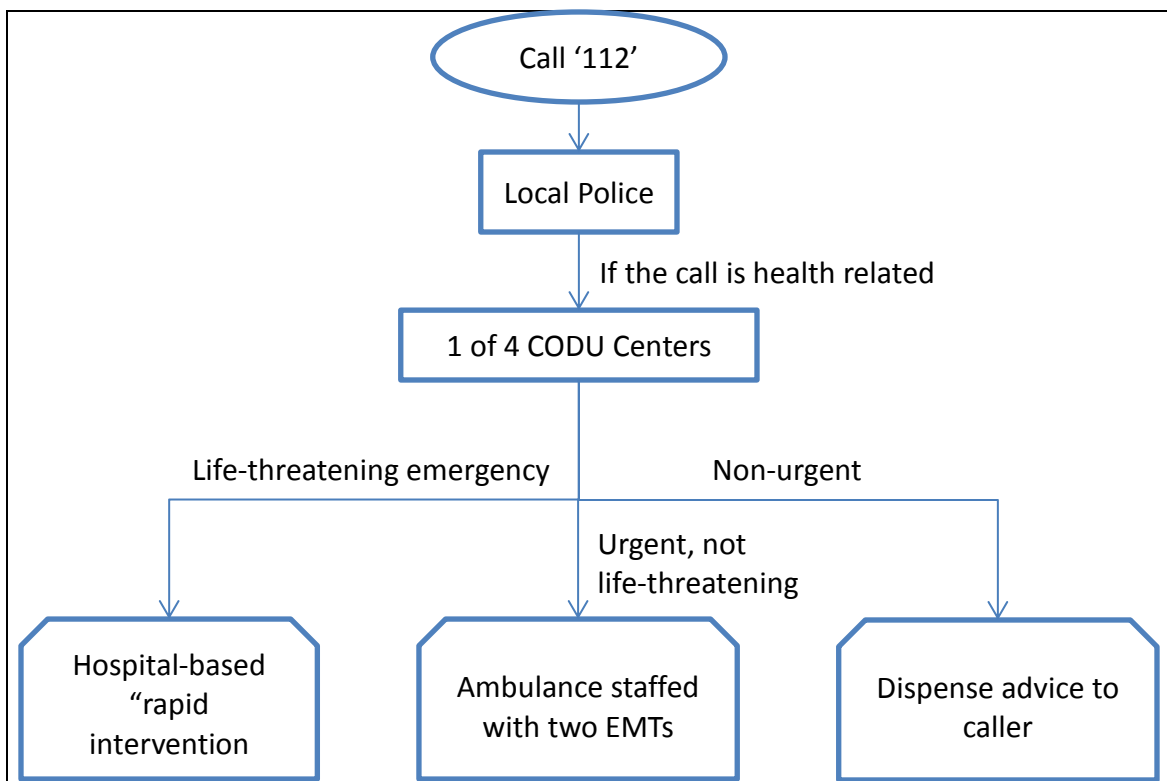 Call ‘112’
Local Police
If the call is health related
1 of 4 CODU Centers
Life-threatening emergency
Non-urgent
Urgent, not
life-threatening
Hospital-based
“rapid
intervention
Ambulance staffed
with two EMTs
Dispense advice to
caller